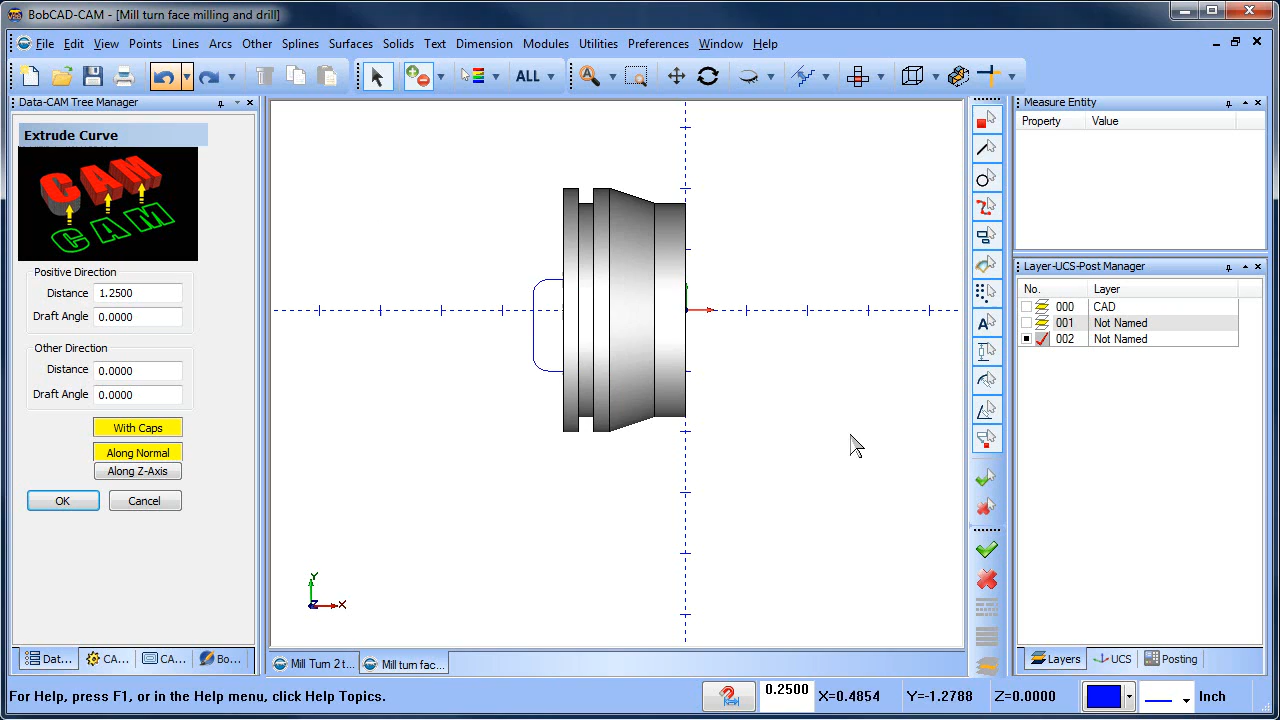 BobCAD-CAM - [Mill turn face milling and drill]
File Edit View Points Lines Arcs Other Splines Surfaces Solids Text Dimension Modules Utilities Preferences Window Help
ALL
Data-CAM Tree Manager
Extrude Curve
CAM
CAM
Positive Direction
Distance 1.2500
Draft Angle 0.0000
Other Direction
Distance 0.0000
Draft Angle 0.0000
With Caps
Along Normal
Along Z-Axis
OK Cancel
Dat... CA... CA... Bo...
Y
Z X
Mill Turn 2 t... Mill turn fac...
Measure Entity
Property Value
Layer-UCS-Post Manager
No. Layer
000 CAD
001 Not Named
002 Not Named
Layers UCS Posting
For Help, press F1, or in the Help menu, click Help Topics.
0.2500 X=0.4854 Y=-1.2788 Z=0.0000 Inch